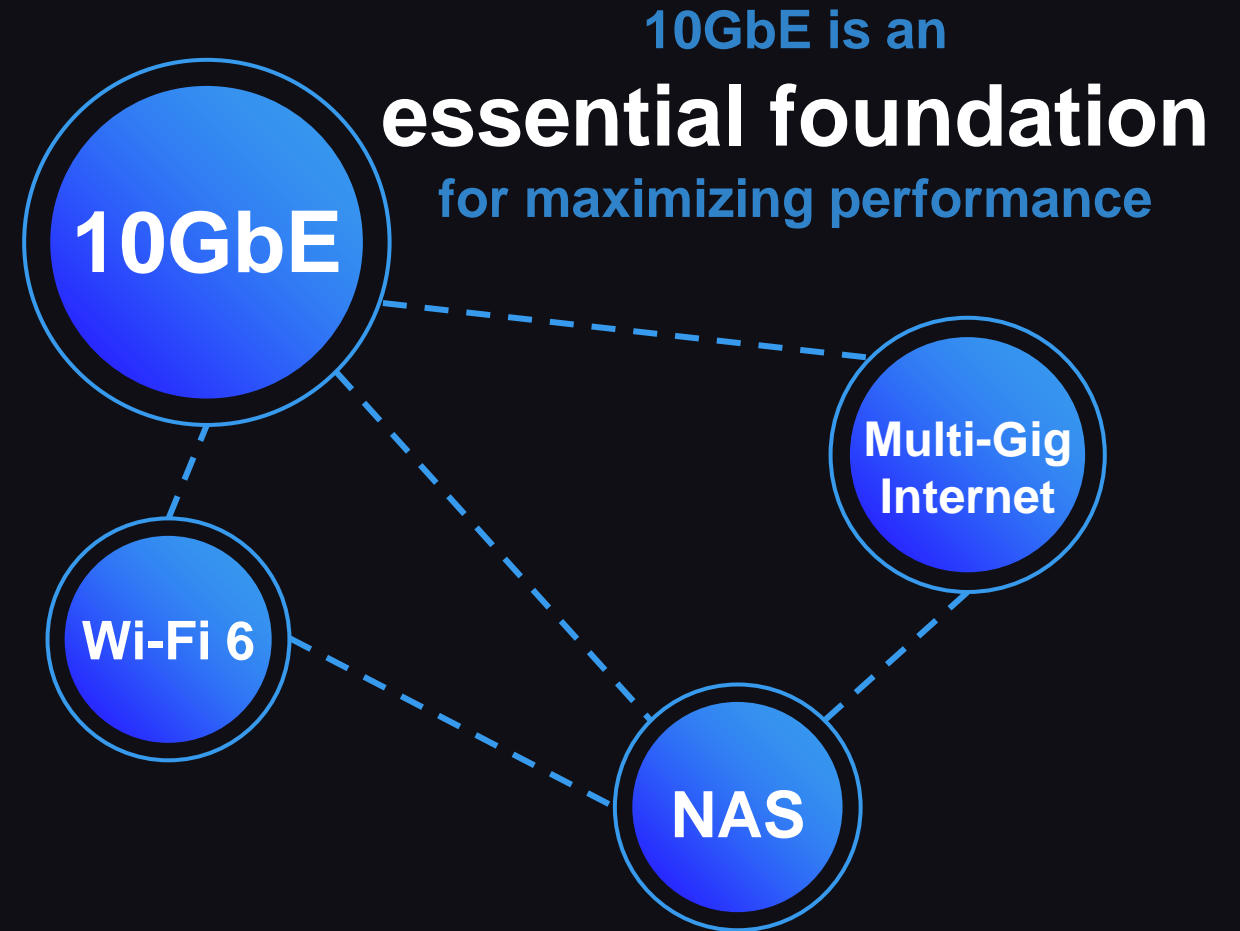 10GbE is an
essential foundation
for maximizing performance
10GbE
Multi-Gig
Internet
Wi-Fi 6
NAS